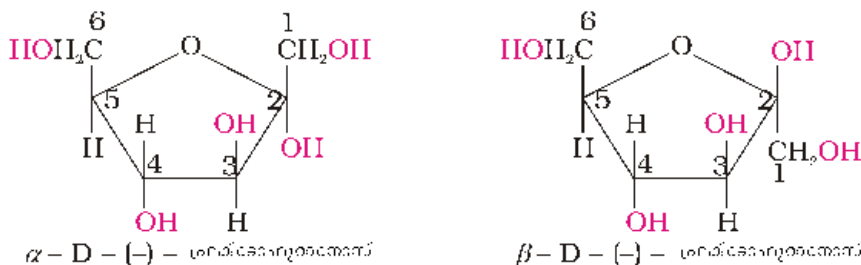 6 1
HOH₂C O CH₂OH
5 H OH 2
H 4 3 OH
OH H
α – D – (–) –
6
HOH₂C O OH
5 H OH 2
H 4 3 CH₂OH
1
OH H
β – D – (–) –